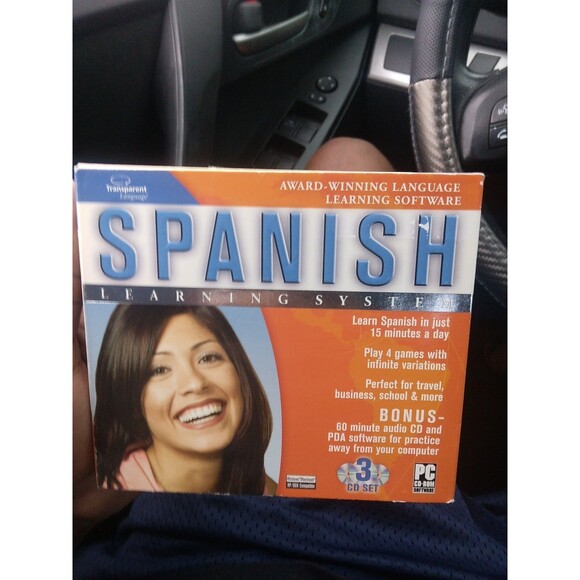 Transparent
Language
AWARD-WINNING LANGUAGE
LEARNING SOFTWARE
SPANISH
LEARNING SYSTEM
Learn Spanish in just
15 minutes a day
Play 4 games with
infinite variations
Perfect for travel,
business, school & more
BONUS-
60 minute audio CD and
PDA software for practice
away from your computer
3
CD SET
PC
CD-ROM
SOFTWARE